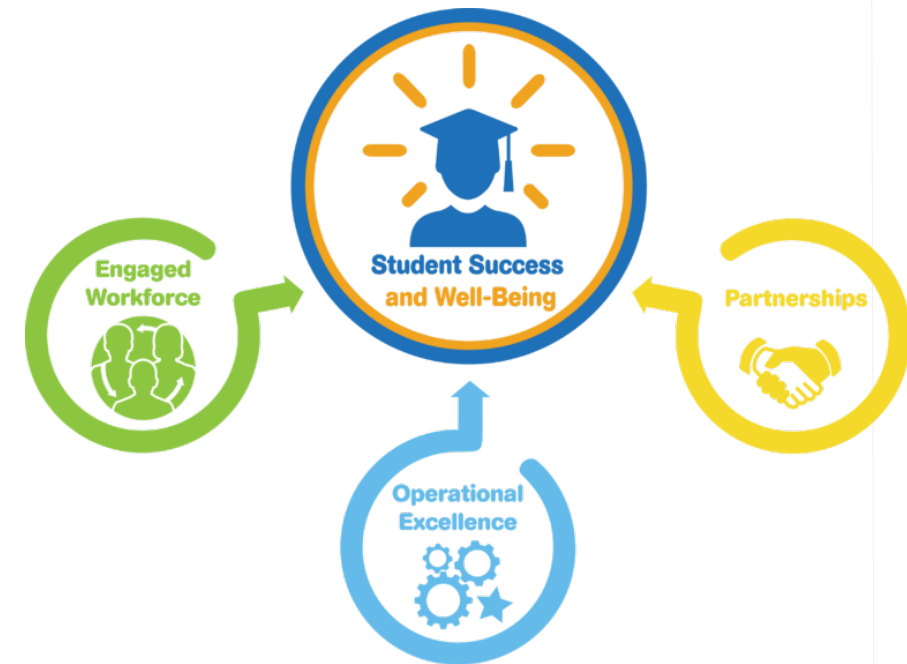 Student Success
and Well-Being
Engaged
Workforce
Partnerships
Operational
Excellence